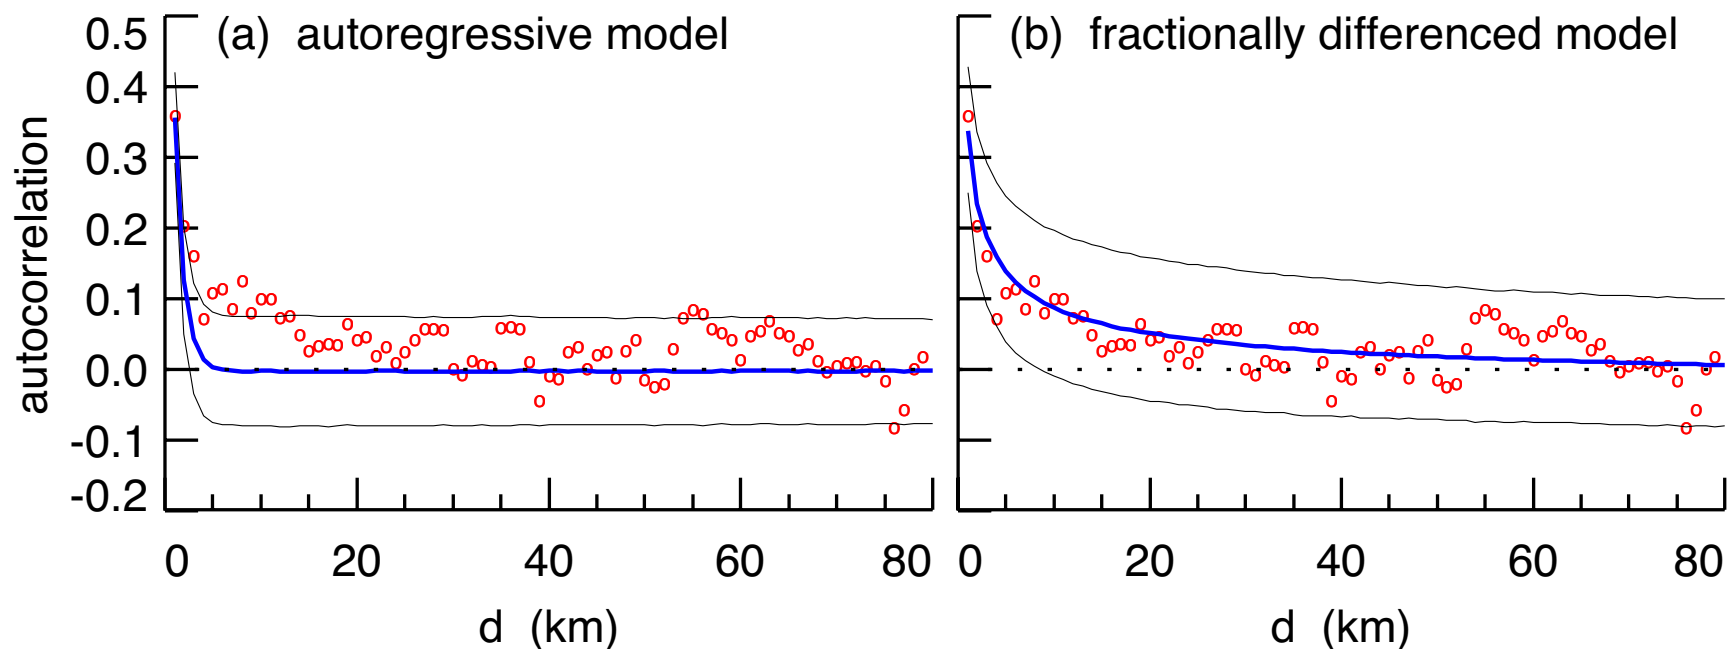 (a) autoregressive model
(b) fractionally differenced model
autocorrelation
0.5
0.4
0.3
0.2
0.1
0.0
-0.1
-0.2
0 20 40 60 80
0 20 40 60 80
d (km)
d (km)